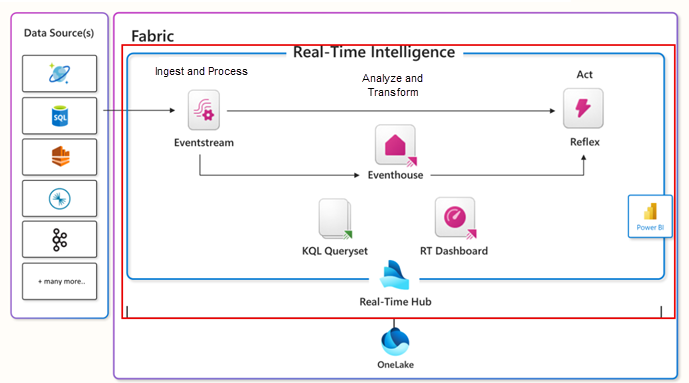 Data Source(s)
SQL
+ many more..
Fabric
Real-Time Intelligence
Ingest and Process
Analyze and
Transform
Act
Eventstream
Reflex
Eventhouse
KQL Queryset
RT Dashboard
Power BI
Real-Time Hub
OneLake